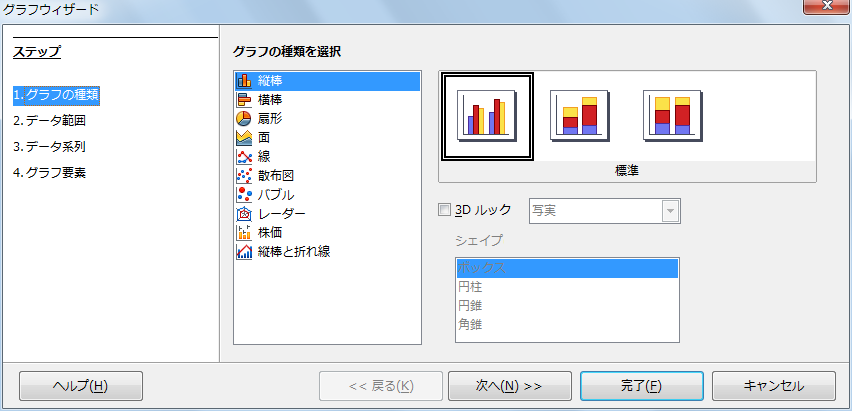 グラフウィザード
ステップ
1. グラフの種類
2. データ範囲
3. データ系列
4. グラフ要素
グラフの種類を選択
縦棒
横棒
扇形
面
線
散布図
バブル
レーダー
株価
縦棒と折れ線
標準
3D ルック
写実
シェイプ
ボックス
円柱
円錐
角錐
ヘルプ(H)
<< 戻る(K)
次へ(N) >>
完了(F)
キャンセル